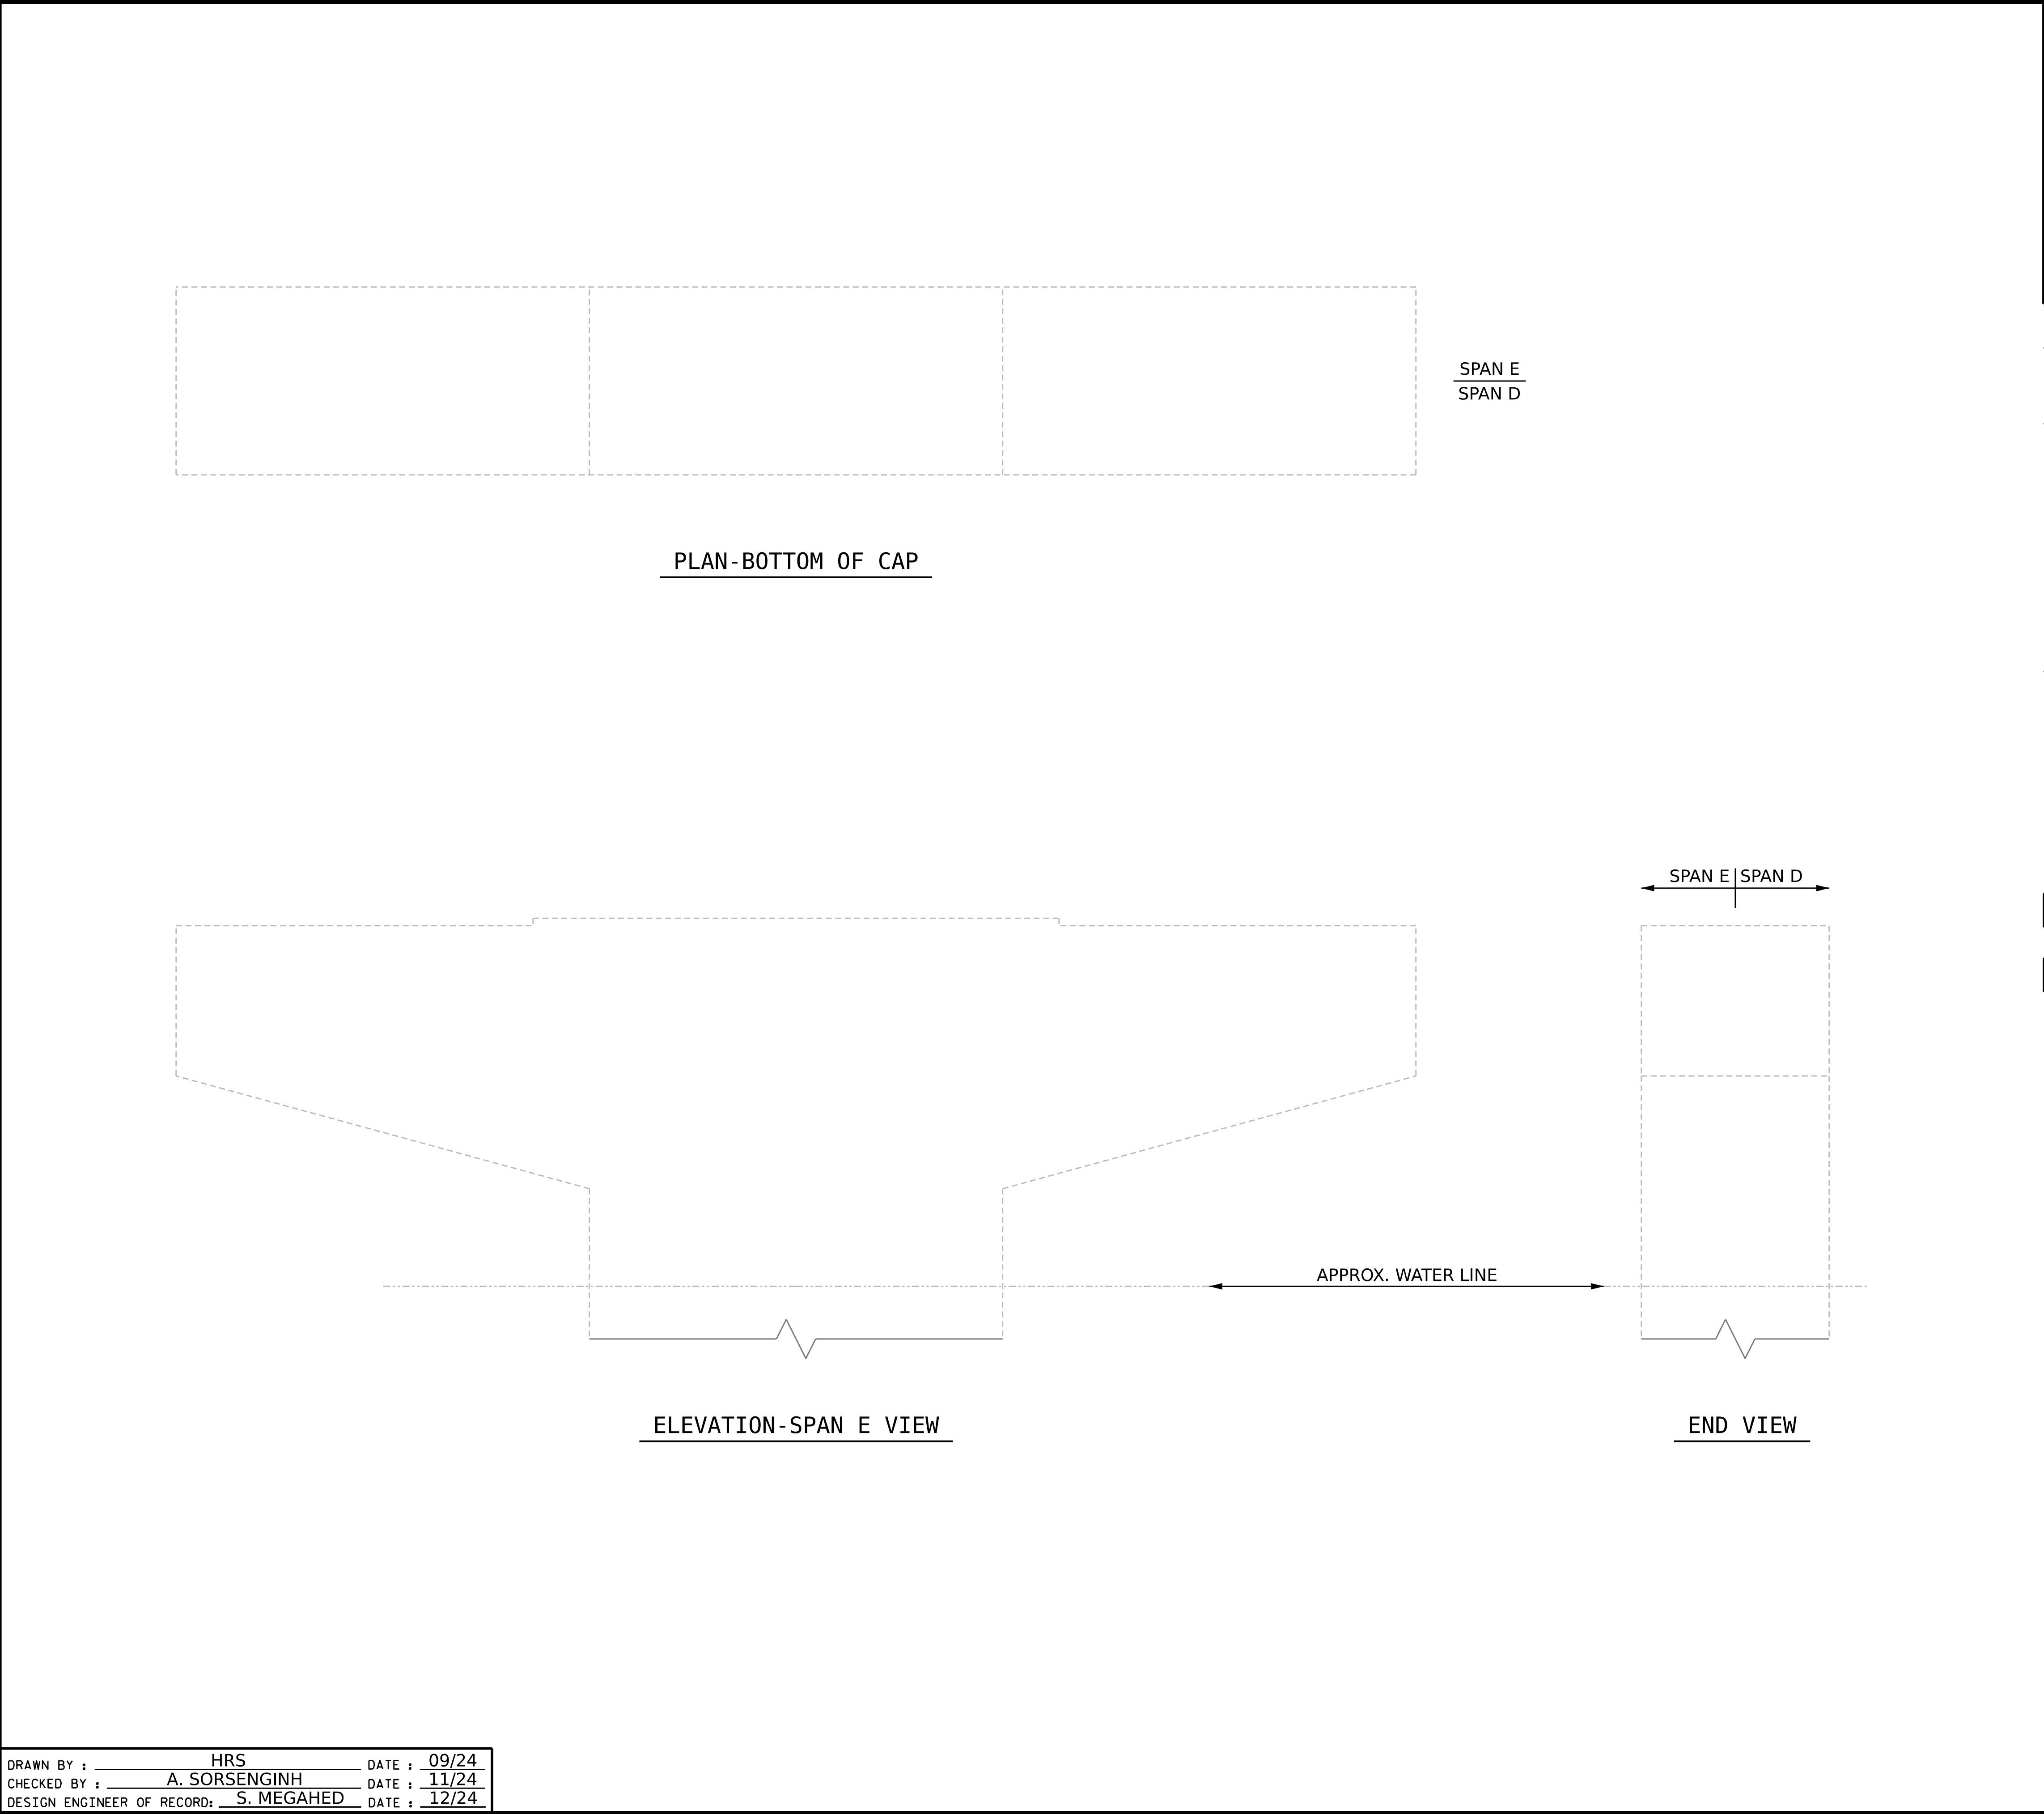 SPAN E
SPAN D
PLAN-BOTTOM OF CAP
SPAN E SPAN D
APPROX. WATER LINE
ELEVATION-SPAN E VIEW
END VIEW
DRAWN BY : HRS DATE : 09/24
CHECKED BY : A. SORSENGINH DATE : 11/24
DESIGN ENGINEER OF RECORD: S. MEGAHED DATE : 12/24